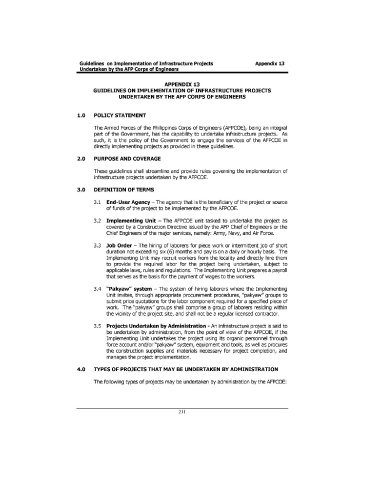 Guidelines on Implementation of Infrastructure Projects Appendix 13
Undertaken by the AFP Corps of Engineers
APPENDIX 13
GUIDELINES ON IMPLEMENTATION OF INFRASTRUCTURE PROJECTS
UNDERTAKEN BY THE AFP CORPS OF ENGINEERS
1.0 POLICY STATEMENT
The Armed Forces of the Philippines Corps of Engineers (AFPCOE), being an integral
part of the Government, has the capability to undertake infrastructure projects. As
such, it is the policy of the Government to engage the services of the AFPCOE in
directly implementing projects as provided in these guidelines.
2.0 PURPOSE AND COVERAGE
These guidelines shall streamline and provide rules governing the implementation of
infrastructure projects undertaken by the AFPCOE.
3.0 DEFINITION OF TERMS
3.1 End-User Agency – The agency that is the beneficiary of the project or source
of funds of the project to be implemented by the AFPCOE.
3.2 Implementing Unit – The AFPCOE unit tasked to undertake the project as
covered by a Construction Directive issued by the AFP Chief of Engineers or the
Chief Engineers of the major services, namely: Army, Navy, and Air Force.
3.3 Job Order – The hiring of laborers for piece work or intermittent job of short
duration not exceeding six (6) months and pay is on a daily or hourly basis. The
Implementing Unit may recruit workers from the locality and directly hire them
to provide the required labor for the project being undertaken, subject to
applicable laws, rules and regulations. The Implementing Unit prepares a payroll
that serves as the basis for the payment of wages to the workers.
3.4 "Pakyaw" system – The system of hiring laborers where the Implementing
Unit invites, through appropriate procurement procedures, "pakyaw" groups to
submit price quotations for the labor component required for a specified piece of
work. The "pakyaw" groups shall comprise a group of laborers residing within
the vicinity of the project site, and shall not be a regular licensed contractor.
3.5 Projects Undertaken by Administration - An infrastructure project is said to
be undertaken by administration, from the point of view of the AFPCOE, if the
Implementing Unit undertakes the project using its organic personnel through
force account and/or "pakyaw" system, equipment and tools, as well as procures
the construction supplies and materials necessary for project completion, and
manages the project implementation.
4.0 TYPES OF PROJECTS THAT MAY BE UNDERTAKEN BY ADMINISTRATION
The following types of projects may be undertaken by administration by the AFPCOE:
211